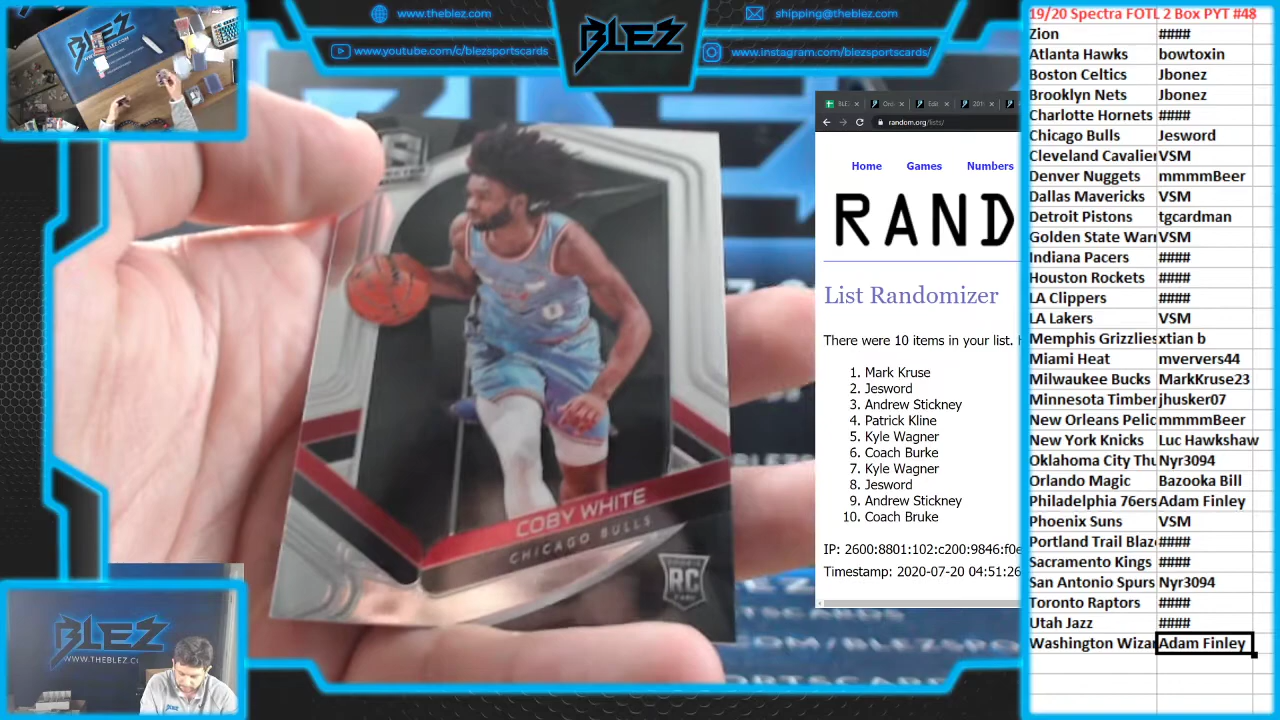 www.theblez.com
shipping@theblez.com
www.youtube.com/c/blezsportscards
www.instagram.com/blezsportscards/
BLEZ
19/20 Spectra FOTL 2 Box PYT #48
Zion ####
Atlanta Hawks bowtoxin
Boston Celtics Jbonez
Brooklyn Nets Jbonez
Charlotte Hornets ####
Chicago Bulls Jesword
Cleveland Cavalier VSM
Denver Nuggets mmmmBeer
Dallas Mavericks VSM
Detroit Pistons tgcardman
Golden State Warr VSM
Indiana Pacers ####
Houston Rockets ####
LA Clippers ####
LA Lakers VSM
Memphis Grizzlies xtian b
Miami Heat mververs44
Milwaukee Bucks MarkKruse23
Minnesota Timber jhusker07
New Orleans Pelic mmmmBeer
New York Knicks Luc Hawkshaw
Oklahoma City Thu Nyr3094
Orlando Magic Bazooka Bill
Philadelphia 76ers Adam Finley
Phoenix Suns VSM
Portland Trail Blaze ####
Sacramento Kings ####
San Antonio Spurs Nyr3094
Toronto Raptors ####
Utah Jazz ####
Washington Wizar Adam Finley
random.org/lists/
Home Games Numbers
RAND
List Randomizer
There were 10 items in your list. H
1. Mark Kruse
2. Jesword
3. Andrew Stickney
4. Patrick Kline
5. Kyle Wagner
6. Coach Burke
7. Kyle Wagner
8. Jesword
9. Andrew Stickney
10. Coach Bruke
IP: 2600:8801:102:c200:9846:f0e
Timestamp: 2020-07-20 04:51:26
COBY WHITE
CHICAGO BULLS
RC
BLEZ
WWW.THEBLEZ.COM